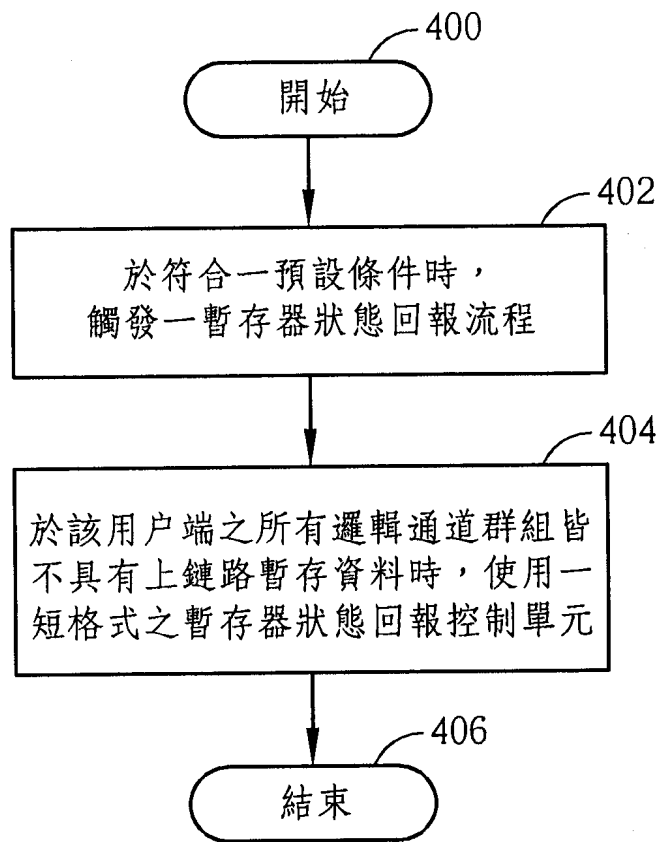 400
開始
402
於符合一預設條件時，
觸發一暫存器狀態回報流程
404
於該用户端之所有邏輯通道群組皆
不具有上鏈路暫存資料時，使用一
短格式之暫存器狀態回報控制單元
406
結束